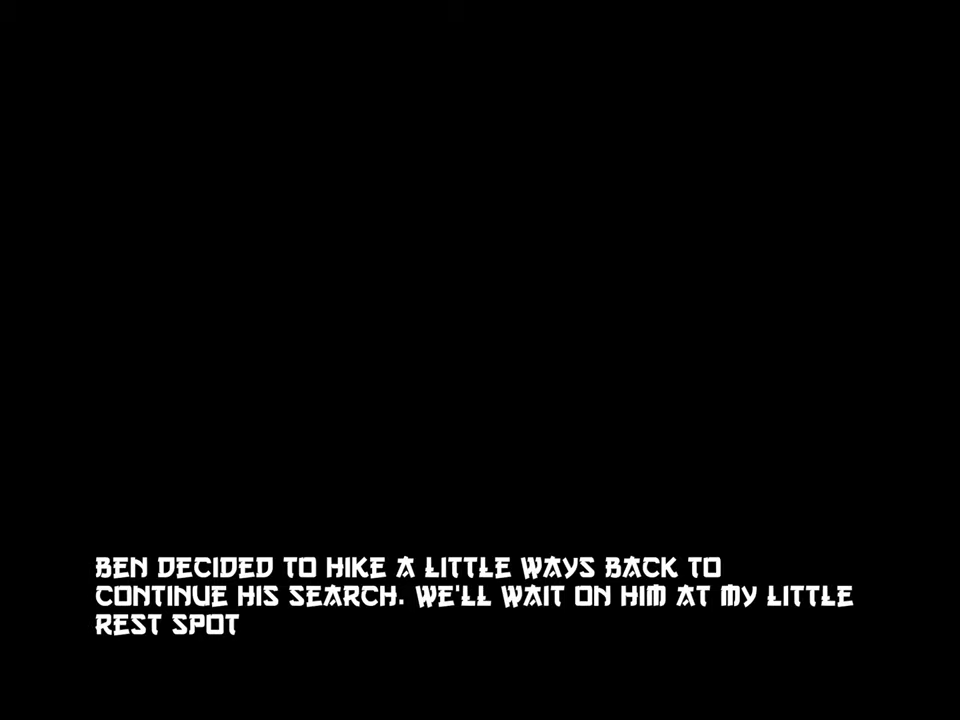 BEN DECIDED TO HIKE A LITTLE WAYS BACK TO
CONTINUE HIS SEARCH. WE'LL WAIT ON HIM AT MY LITTLE
REST SPOT